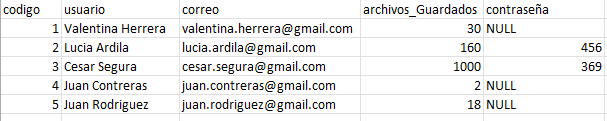 codigo usuario correo archivos_Guardados contraseña
1 Valentina Herrera valentina.herrera@gmail.com 30 NULL
2 Lucia Ardila lucia.ardila@gmail.com 160 456
3 Cesar Segura cesar.segura@gmail.com 1000 369
4 Juan Contreras juan.contreras@gmail.com 2 NULL
5 Juan Rodriguez juan.rodriguez@gmail.com 18 NULL